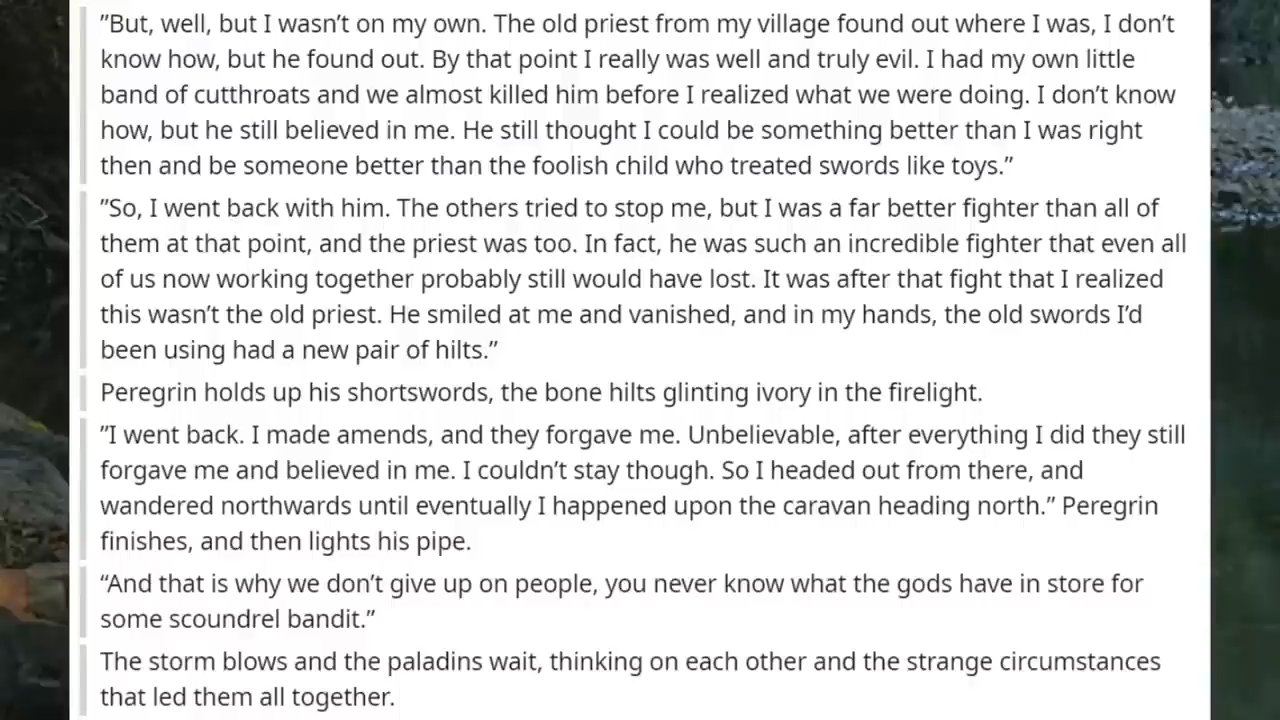 ”But, well, but I wasn’t on my own. The old priest from my village found out where I was, I don’t
know how, but he found out. By that point I really was well and truly evil. I had my own little
band of cutthroats and we almost killed him before I realized what we were doing. I don’t know
how, but he still believed in me. He still thought I could be something better than I was right
then and be someone better than the foolish child who treated swords like toys.”
”So, I went back with him. The others tried to stop me, but I was a far better fighter than all of
them at that point, and the priest was too. In fact, he was such an incredible fighter that even all
of us now working together probably still would have lost. It was after that fight that I realized
this wasn’t the old priest. He smiled at me and vanished, and in my hands, the old swords I’d
been using had a new pair of hilts.”
Peregrin holds up his shortswords, the bone hilts glinting ivory in the firelight.
”I went back. I made amends, and they forgave me. Unbelievable, after everything I did they still
forgave me and believed in me. I couldn’t stay though. So I headed out from there, and
wandered northwards until eventually I happened upon the caravan heading north.” Peregrin
finishes, and then lights his pipe.
“And that is why we don’t give up on people, you never know what the gods have in store for
some scoundrel bandit.”
The storm blows and the paladins wait, thinking on each other and the strange circumstances
that led them all together.